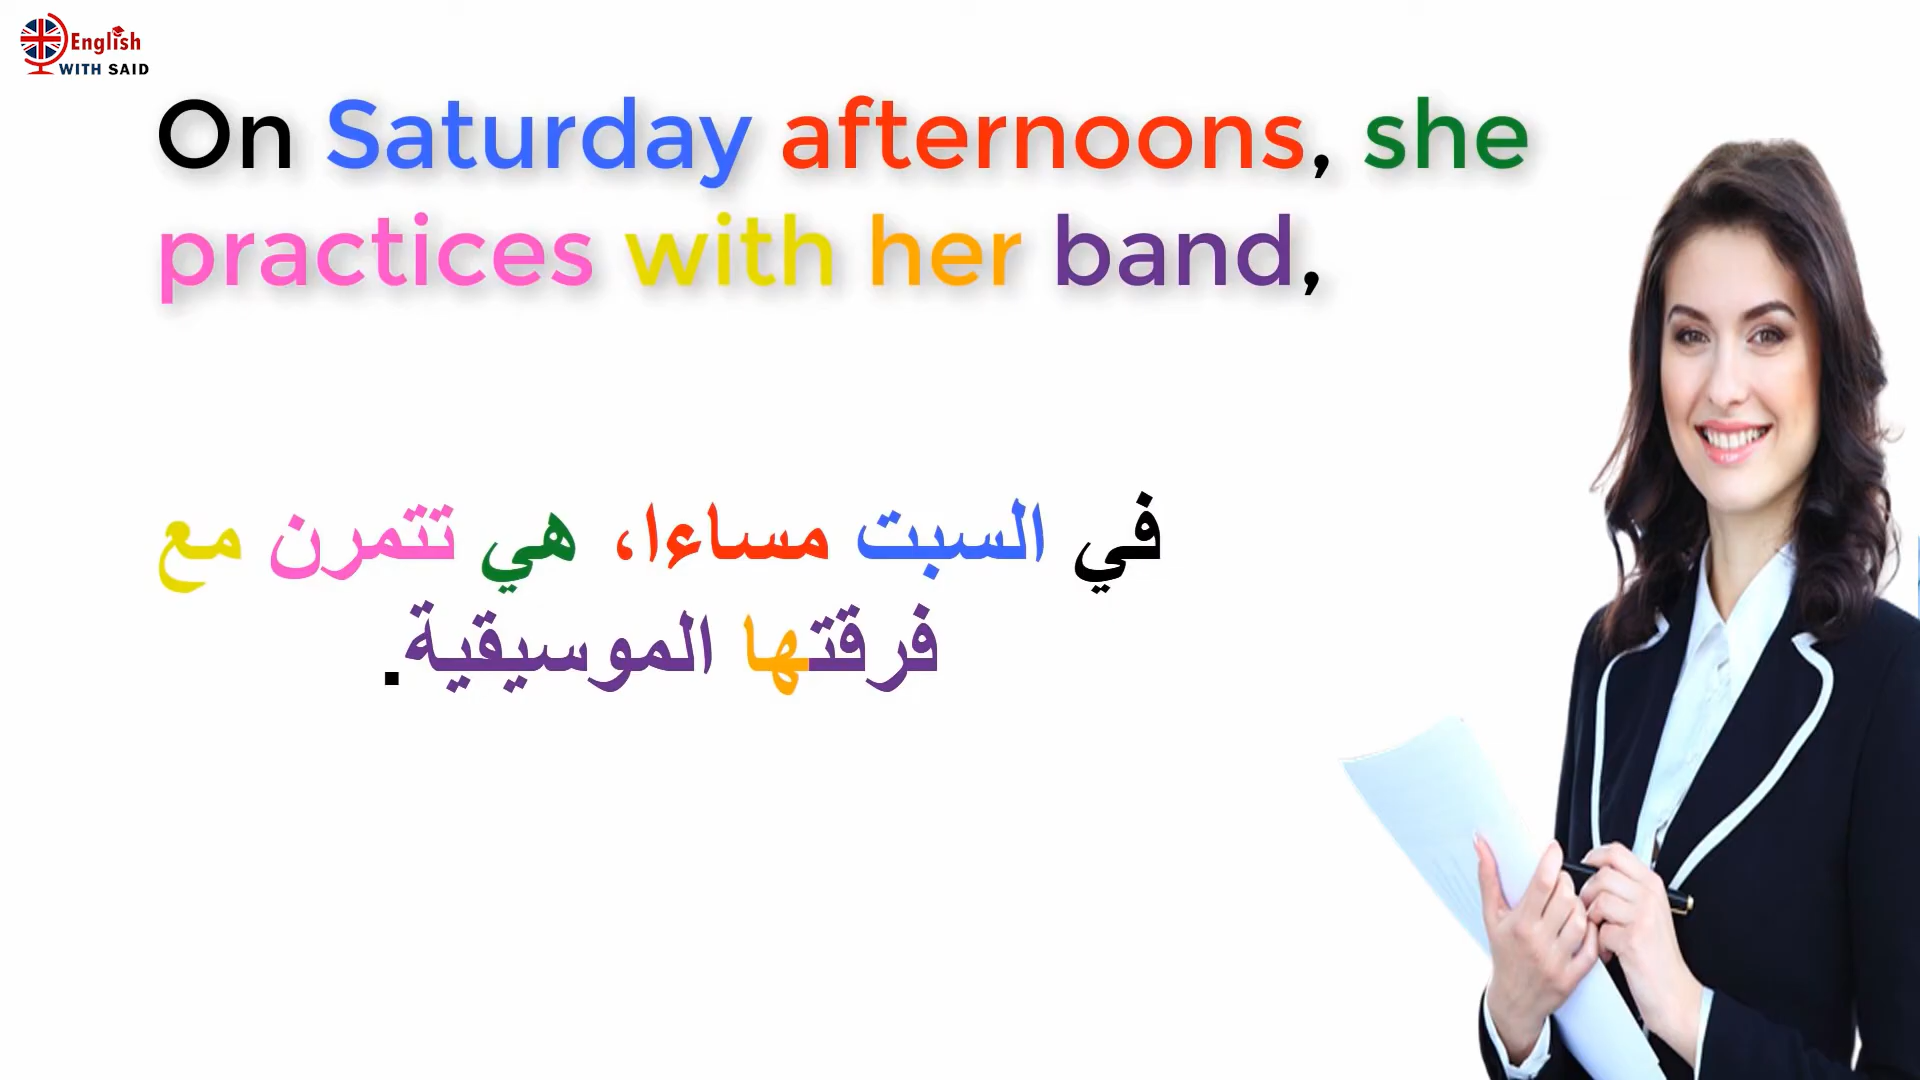 English
WITH SAID
On Saturday afternoons, she
practices with her band,
في السبت مساءا، هي تتمرن مع
فرقتها الموسيقية.